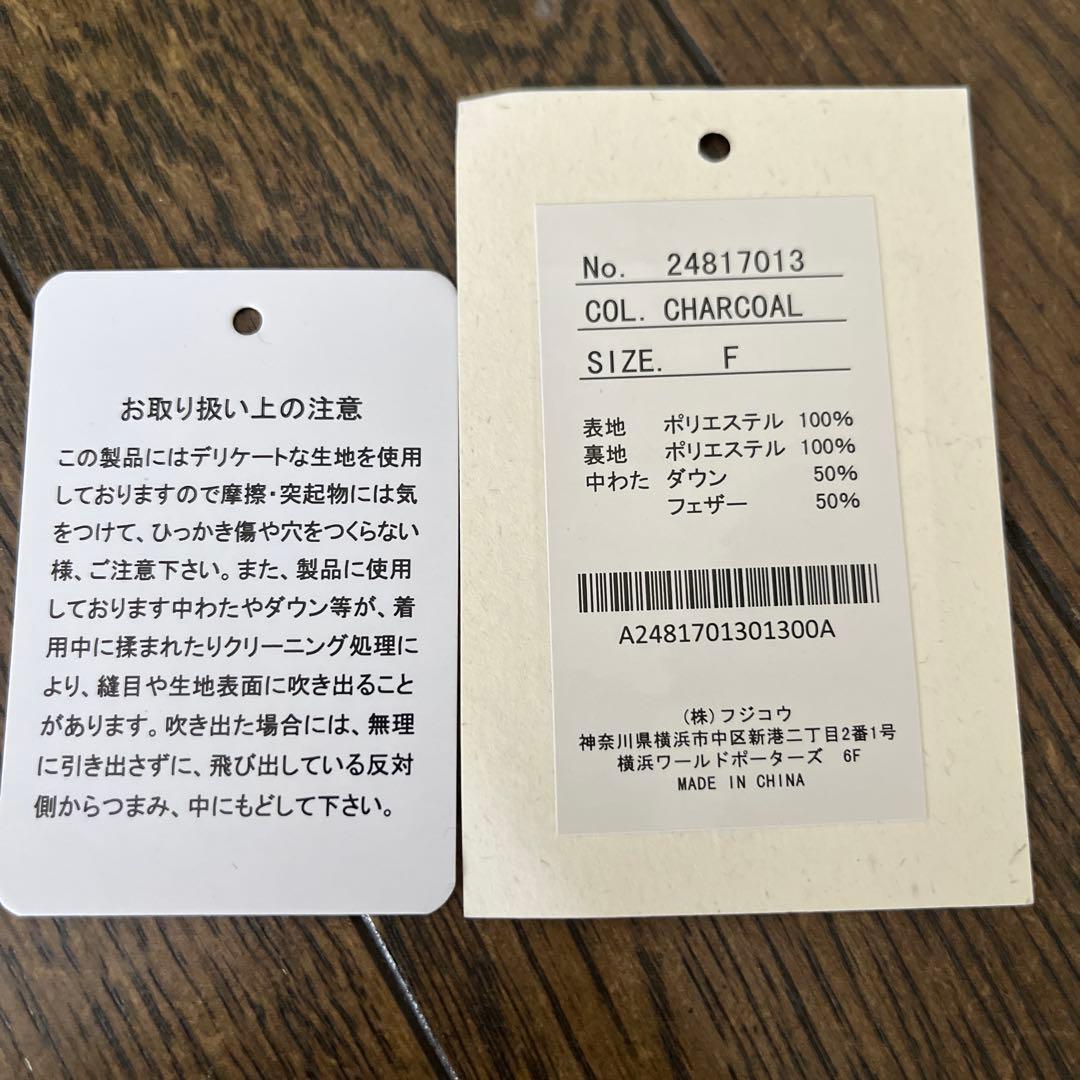 お取り扱い上の注意
この製品にはデリケートな生地を使用
しておりますので摩擦・突起物には気
をつけて、ひっかき傷や穴をつくらない
様、ご注意下さい。また、製品に使用
しております中わたやダウン等が、着
用中に揉まれたりクリーニング処理に
より、縫目や生地表面に吹き出ること
があります。吹き出た場合には、無理
に引き出さずに、飛び出している反対
側からつまみ、中にもどして下さい。
No. 24817013
COL. CHARCOAL
SIZE. F
表地 ポリエステル 100%
裏地 ポリエステル 100%
中わた ダウン 50%
フェザー 50%
A2481701301300A
(株)フジコウ
神奈川県横浜市中区新港二丁目2番1号
横浜ワールドポーターズ 6F
MADE IN CHINA